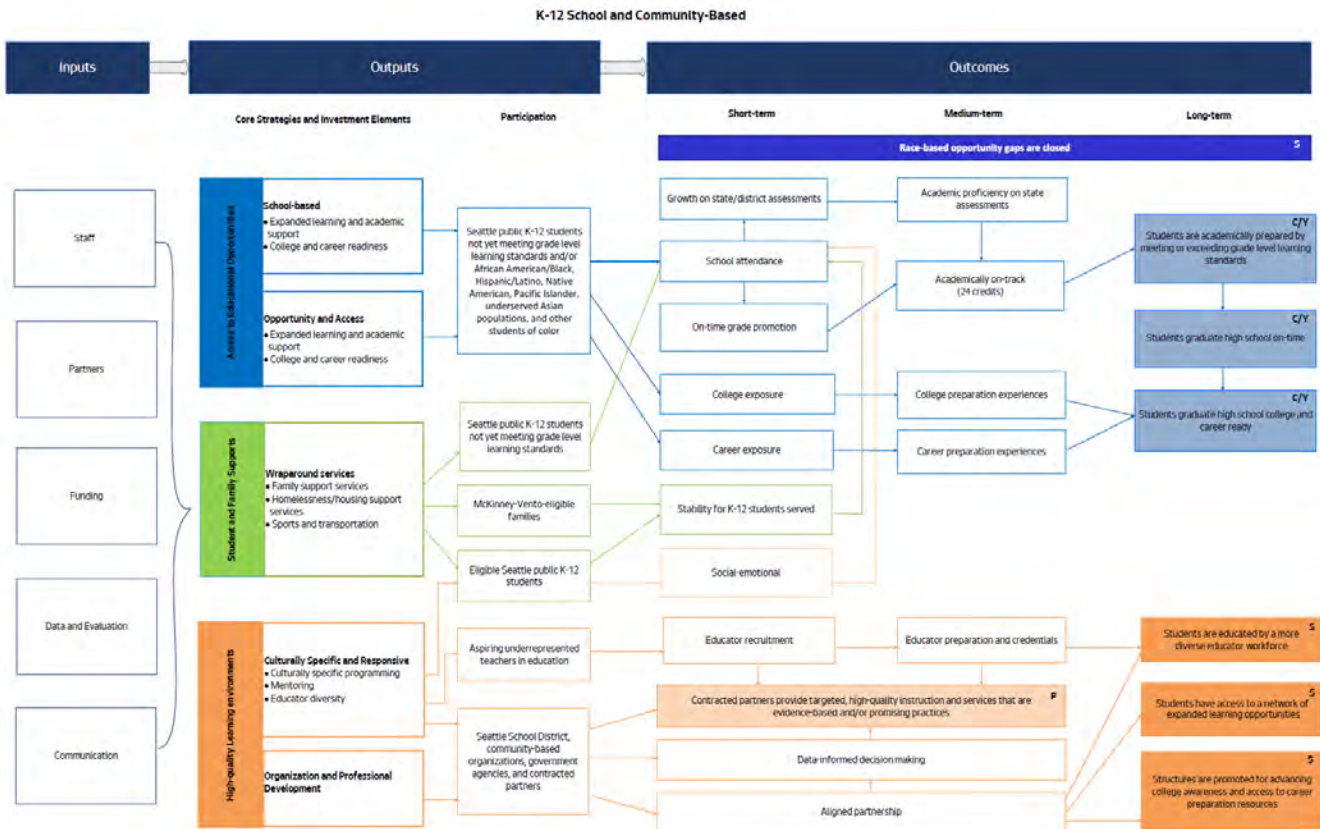 K-12 School and Community-Based
Inputs
Outputs
Outcomes
Core Strategies and Investment Elements
Participation
Short-term
Medium-term
Long-term
Race-based opportunity gaps are closed
S
Staff
Partners
Funding
Data and Evaluation
Communication
Access to Educational Opportunities
School-based
• Expanded learning and academic
support
• College and career readiness
Opportunity and Access
• Expanded learning and academic
support
• College and career readiness
Seattle public K-12 students
not yet meeting grade level
learning standards and/or
African American/Black,
Hispanic/Latino, Native
American, Pacific Islander,
underserved Asian
populations, and other
students of color
Growth on state/district assessments
Academic proficiency on state
assessments
School attendance
Academically on-track
(24 credits)
On-time grade promotion
College exposure
College preparation experiences
Career exposure
Career preparation experiences
C/Y
Students are academically prepared by
meeting or exceeding grade level learning
standards
C/Y
Students graduate high school on-time
C/Y
Students graduate high school college and
career ready
Student and Family Supports
Wraparound services
• Family support services
• Homelessness/housing support
services
• Sports and transportation
Seattle public K-12 students
not yet meeting grade level
learning standards
McKinney-Vento-eligible
families
Eligible Seattle public K-12
students
Stability for K-12 students served
Social-emotional
High-quality Learning environments
Culturally Specific and Responsive
• Culturally specific programming
• Mentoring
• Educator diversity
Organization and Professional
Development
Aspiring underrepresented
teachers in education
Seattle School District,
community-based
organizations, government
agencies, and contracted
partners
Educator recruitment
Educator preparation and credentials
P
Contracted partners provide targeted, high-quality instruction and services that are
evidence-based and/or promising practices
Data-informed decision making
Aligned partnership
S
Students are educated by a more
diverse educator workforce
S
Students have access to a network of
expanded learning opportunities
S
Structures are promoted for advancing
college awareness and access to career
preparation resources